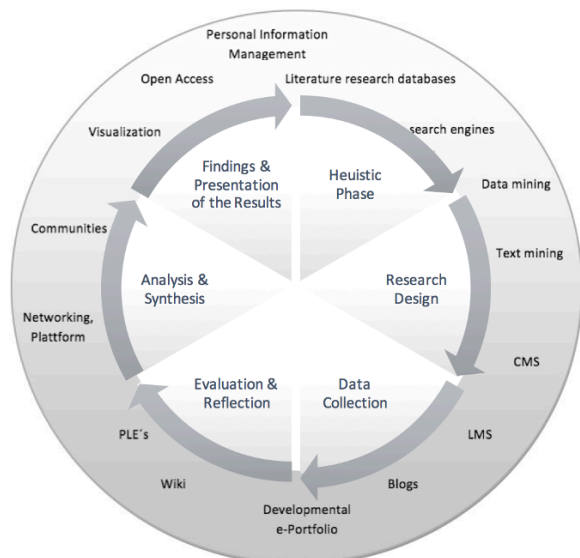 Personal Information
Management
Open Access
Literature research databases
Visualization
search engines
Findings &
Presentation
of the Results
Heuistic
Phase
Data mining
Communities
Text mining
Analysis &
Synthesis
Research
Design
Networking,
Plattform
CMS
Evaluation &
Reflection
Data
Collection
PLE´s
LMS
Wiki
Blogs
Developmental
e-Portfolio